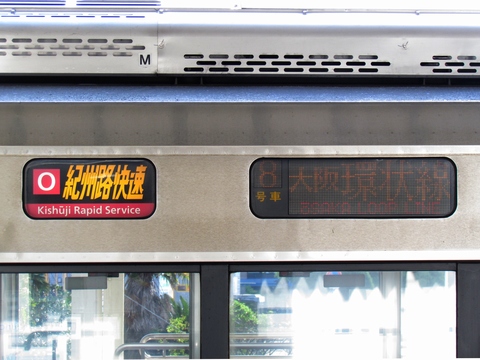 M
O 紀州路快速
Kishūji Rapid Service
8 大阪環状線
号車